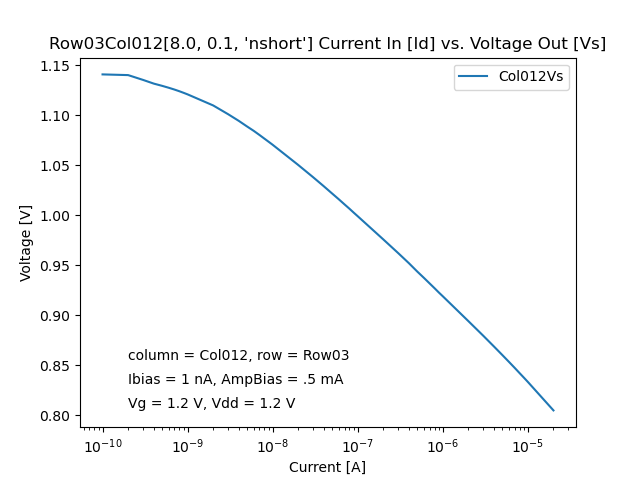 Row03Col012[8.0, 0.1, 'nshort'] Current In [Id] vs. Voltage Out [Vs]
Col012Vs
Voltage [V]
1.15
1.10
1.05
1.00
0.95
0.90
0.85
0.80
column = Col012, row = Row03
Ibias = 1 nA, AmpBias = .5 mA
Vg = 1.2 V, Vdd = 1.2 V
10⁻¹⁰ 10⁻⁹ 10⁻⁸ 10⁻⁷ 10⁻⁶ 10⁻⁵
Current [A]